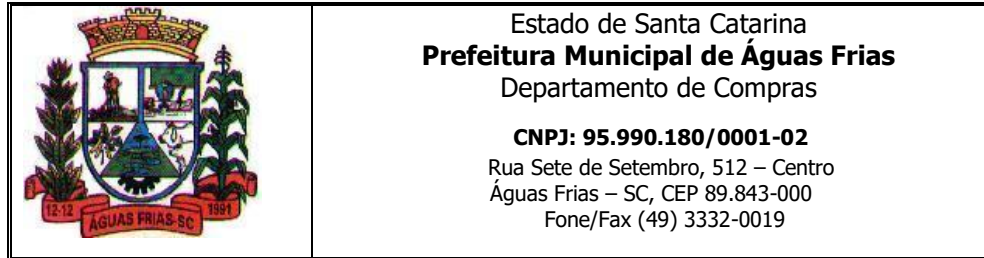 12-12
ÁGUAS FRIAS-SC
1991
Estado de Santa Catarina
Prefeitura Municipal de Águas Frias
Departamento de Compras
CNPJ: 95.990.180/0001-02
Rua Sete de Setembro, 512 – Centro
Águas Frias – SC, CEP 89.843-000
Fone/Fax (49) 3332-0019